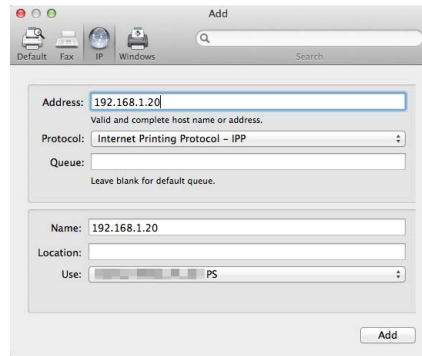 Add
Default Fax IP Windows
Search
Address: 192.168.1.20
Valid and complete host name or address.
Protocol: Internet Printing Protocol – IPP
Queue:
Leave blank for default queue.
Name: 192.168.1.20
Location:
Use: PS
Add